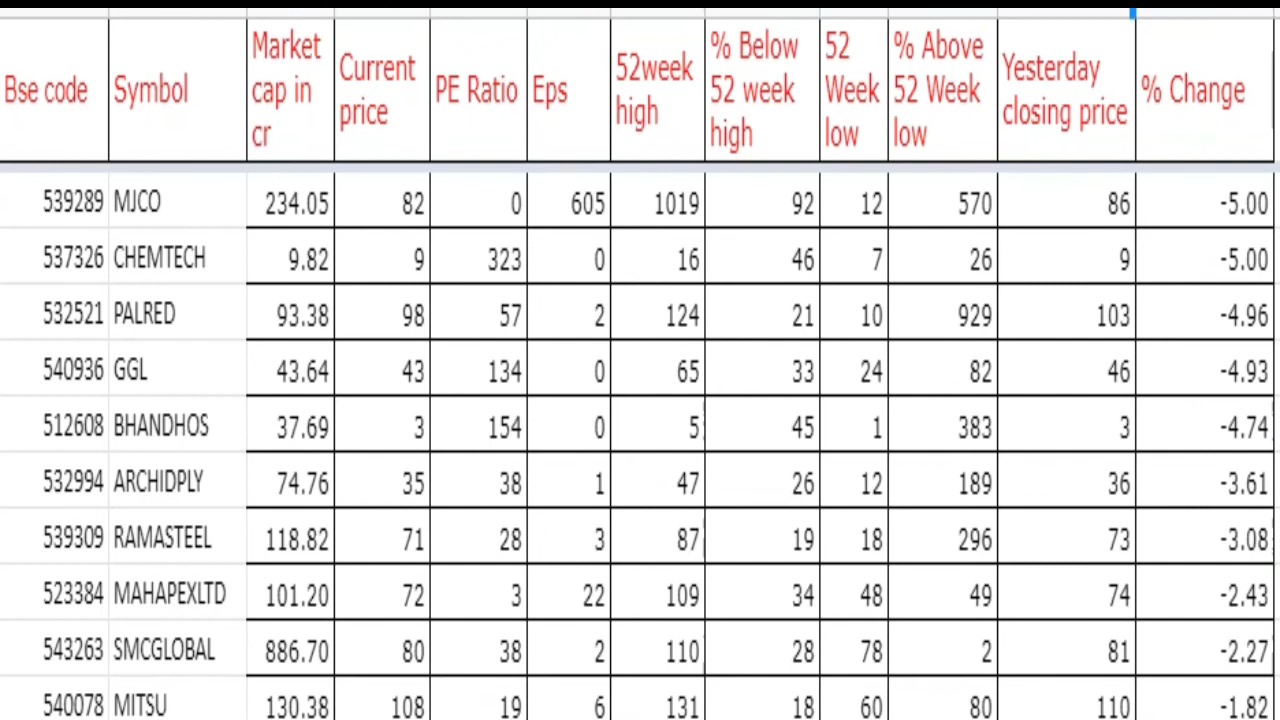 Bse code Symbol Market cap in cr Current price PE Ratio Eps 52week high % Below 52 week high 52 Week low % Above 52 Week low Yesterday closing price % Change
539289 MJCO 234.05 82 0 605 1019 92 12 570 86 -5.00
537326 CHEMTECH 9.82 9 323 0 16 46 7 26 9 -5.00
532521 PALRED 93.38 98 57 2 124 21 10 929 103 -4.96
540936 GGL 43.64 43 134 0 65 33 24 82 46 -4.93
512608 BHANDHOS 37.69 3 154 0 5 45 1 383 3 -4.74
532994 ARCHIDPLY 74.76 35 38 1 47 26 12 189 36 -3.61
539309 RAMASTEEL 118.82 71 28 3 87 19 18 296 73 -3.08
523384 MAHAPEXLTD 101.20 72 3 22 109 34 48 49 74 -2.43
543263 SMCGLOBAL 886.70 80 38 2 110 28 78 2 81 -2.27
540078 MITSU 130.38 108 19 6 131 18 60 80 110 -1.82